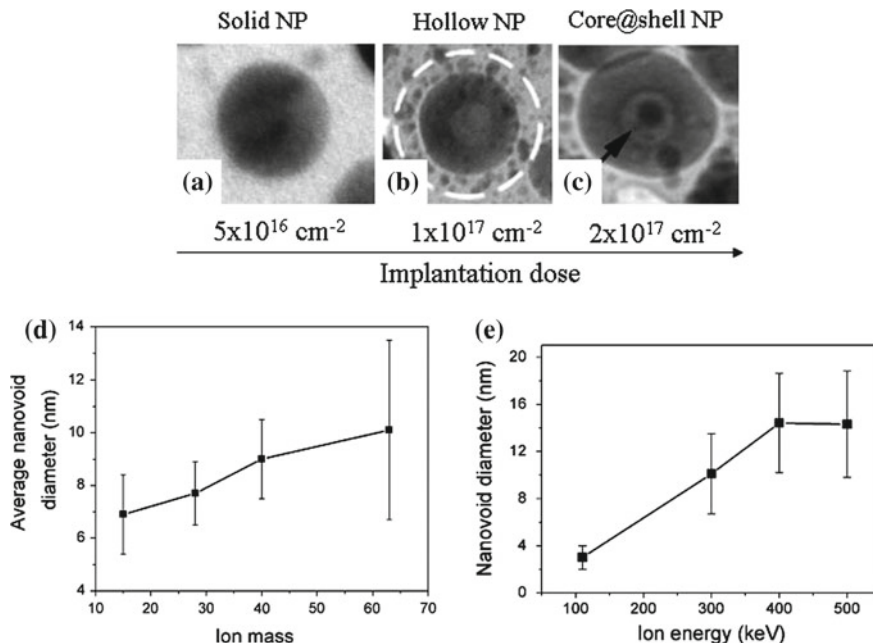 Solid NP Hollow NP Core@shell NP
(a) (b) (c)
5x10¹⁶ cm⁻² 1x10¹⁷ cm⁻² 2x10¹⁷ cm⁻²
Implantation dose
(d)
Average nanovoid
diameter (nm)
14
12
10
8
6
4
10 20 30 40 50 60 70
Ion mass
(e)
Nanovoid diameter (nm)
20
16
12
8
4
0
100 200 300 400 500
Ion energy (keV)